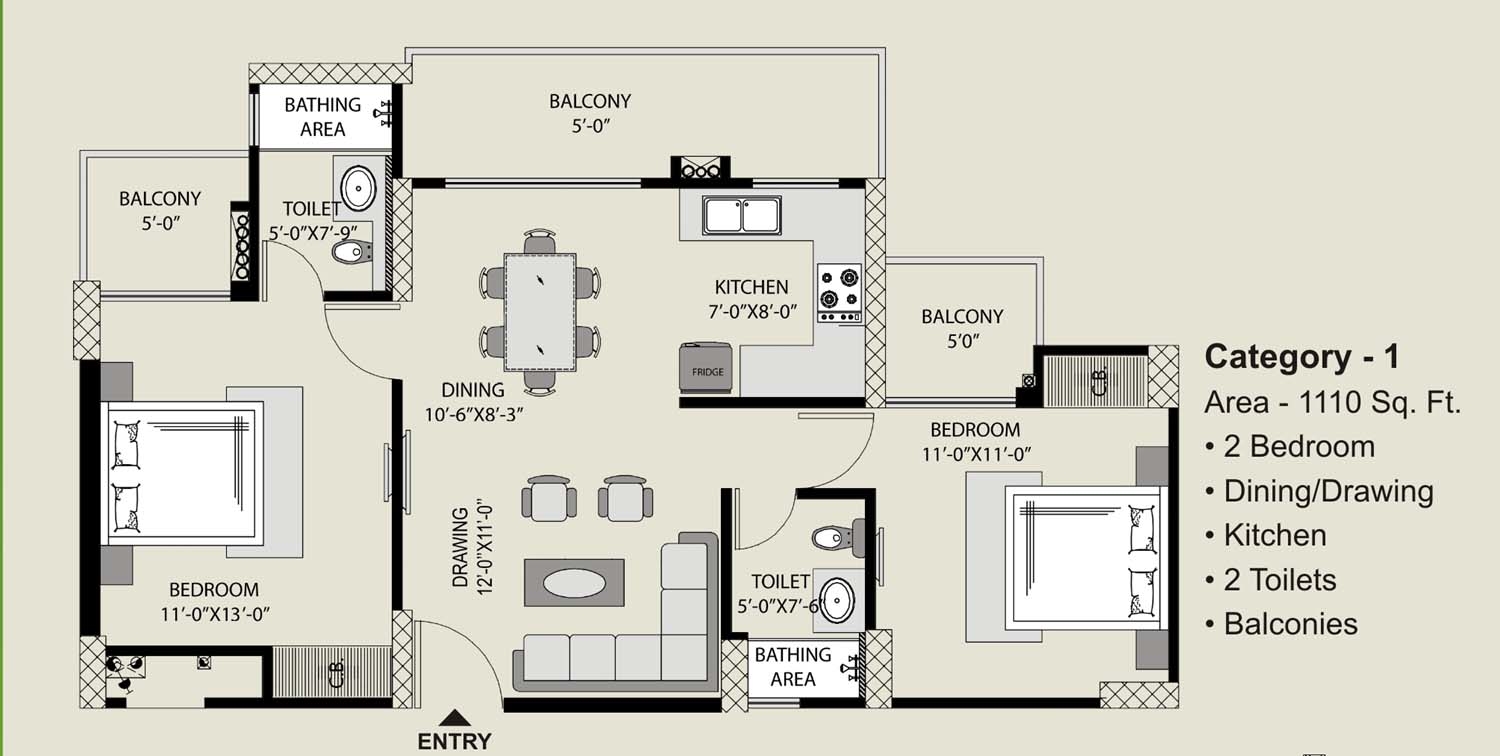 BATHING
AREA
BALCONY
5'-0"
BALCONY
5'-0"
TOILET
5'-0"X7'-9"
KITCHEN
7'-0"X8'-0"
BALCONY
5'0"
FRIDGE
C.B.
DINING
10'-6"X8'-3"
BEDROOM
11'-0"X11'-0"
DRAWING
12'-0"X11'-0"
BEDROOM
11'-0"X13'-0"
TOILET
5'-0"X7'-6"
BATHING
AREA
C.B.
ENTRY
Category - 1
Area - 1110 Sq. Ft.
• 2 Bedroom
• Dining/Drawing
• Kitchen
• 2 Toilets
• Balconies